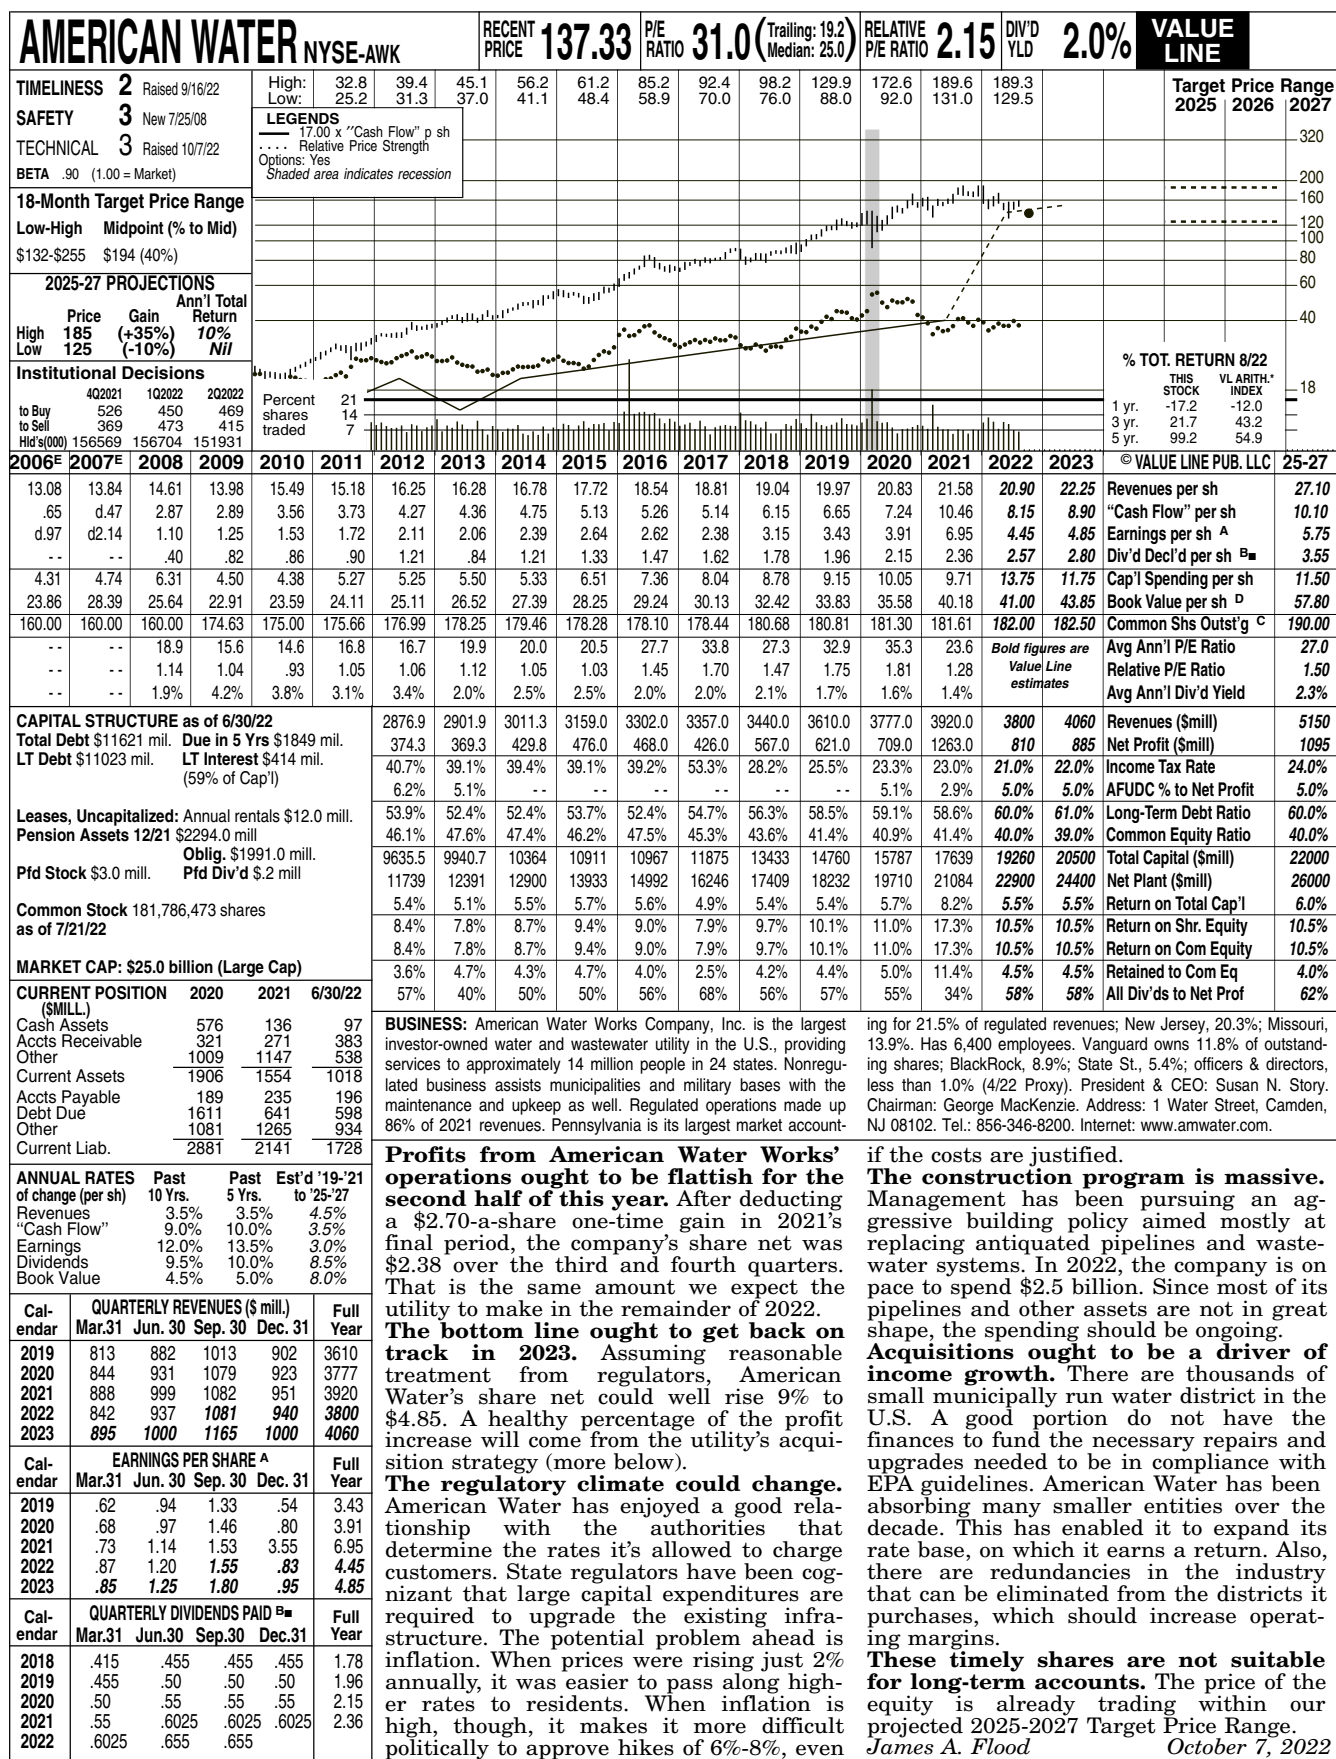 AMERICAN WATER NYSE-AWK
RECENT PRICE 137.33
P/E RATIO 31.0 (Trailing: 19.2 Median: 25.0)
RELATIVE P/E RATIO 2.15
DIV'D YLD 2.0%
VALUE LINE
TIMELINESS 2 Raised 9/16/22
SAFETY 3 New 7/25/08
TECHNICAL 3 Raised 10/7/22
BETA .90 (1.00 = Market)
18-Month Target Price Range
Low-High Midpoint (% to Mid)
$132-$255 $194 (40%)
2025-27 PROJECTIONS
Ann'l Total
Price Gain Return
High 185 (+35%) 10%
Low 125 (-10%) Nil
Institutional Decisions
4Q2021 1Q2022 2Q2022
to Buy 526 450 469
to Sell 369 473 415
Hld's(000) 156569 156704 151931
High: 32.8 39.4 45.1 56.2 61.2 85.2 92.4 98.2 129.9 172.6 189.6 189.3
Low: 25.2 31.3 37.0 41.1 48.4 58.9 70.0 76.0 88.0 92.0 131.0 129.5
LEGENDS
17.00 x "Cash Flow" p sh
. . . . Relative Price Strength
Options: Yes
Shaded area indicates recession
Target Price Range
2025 2026 2027
320
200
160
120
100
80
60
40
18
Percent 21
shares 14
traded 7
% TOT. RETURN 8/22
THIS STOCK VL ARITH.* INDEX
1 yr. -17.2 -12.0
3 yr. 21.7 43.2
5 yr. 99.2 54.9
2006E 2007E 2008 2009 2010 2011 2012 2013 2014 2015 2016 2017 2018 2019 2020 2021 2022 2023 © VALUE LINE PUB. LLC 25-27
13.08 13.84 14.61 13.98 15.49 15.18 16.25 16.28 16.78 17.72 18.54 18.81 19.04 19.97 20.83 21.58 20.90 22.25 Revenues per sh 27.10
.65 d.47 2.87 2.89 3.56 3.73 4.27 4.36 4.75 5.13 5.26 5.14 6.15 6.65 7.24 10.46 8.15 8.90 "Cash Flow" per sh 10.10
d.97 d2.14 1.10 1.25 1.53 1.72 2.11 2.06 2.39 2.64 2.62 2.38 3.15 3.43 3.91 6.95 4.45 4.85 Earnings per sh A 5.75
- - - - .40 .82 .86 .90 1.21 .84 1.21 1.33 1.47 1.62 1.78 1.96 2.15 2.36 2.57 2.80 Div'd Decl'd per sh B■ 3.55
4.31 4.74 6.31 4.50 4.38 5.27 5.25 5.50 5.33 6.51 7.36 8.04 8.78 9.15 10.05 9.71 13.75 11.75 Cap'l Spending per sh 11.50
23.86 28.39 25.64 22.91 23.59 24.11 25.11 26.52 27.39 28.25 29.24 30.13 32.42 33.83 35.58 40.18 41.00 43.85 Book Value per sh D 57.80
160.00 160.00 160.00 174.63 175.00 175.66 176.99 178.25 179.46 178.28 178.10 178.44 180.68 180.81 181.30 181.61 182.00 182.50 Common Shs Outst'g C 190.00
- - - - 18.9 15.6 14.6 16.8 16.7 19.9 20.0 20.5 27.7 33.8 27.3 32.9 35.3 23.6 Bold figures are Avg Ann'l P/E Ratio 27.0
- - - - 1.14 1.04 .93 1.05 1.06 1.12 1.05 1.03 1.45 1.70 1.47 1.75 1.81 1.28 Value Line Relative P/E Ratio 1.50
- - - - 1.9% 4.2% 3.8% 3.1% 3.4% 2.0% 2.5% 2.5% 2.0% 2.0% 2.1% 1.7% 1.6% 1.4% estimates Avg Ann'l Div'd Yield 2.3%
CAPITAL STRUCTURE as of 6/30/22
Total Debt $11621 mil. Due in 5 Yrs $1849 mil.
LT Debt $11023 mil. LT Interest $414 mil.
(59% of Cap'l)
Leases, Uncapitalized: Annual rentals $12.0 mill.
Pension Assets 12/21 $2294.0 mill
Oblig. $1991.0 mill.
Pfd Stock $3.0 mill. Pfd Div'd $.2 mill
Common Stock 181,786,473 shares
as of 7/21/22
MARKET CAP: $25.0 billion (Large Cap)
2876.9 2901.9 3011.3 3159.0 3302.0 3357.0 3440.0 3610.0 3777.0 3920.0 3800 4060 Revenues ($mill) 5150
374.3 369.3 429.8 476.0 468.0 426.0 567.0 621.0 709.0 1263.0 810 885 Net Profit ($mill) 1095
40.7% 39.1% 39.4% 39.1% 39.2% 53.3% 28.2% 25.5% 23.3% 23.0% 21.0% 22.0% Income Tax Rate 24.0%
6.2% 5.1% - - - - - - - - - - - - 5.1% 2.9% 5.0% 5.0% AFUDC % to Net Profit 5.0%
53.9% 52.4% 52.4% 53.7% 52.4% 54.7% 56.3% 58.5% 59.1% 58.6% 60.0% 61.0% Long-Term Debt Ratio 60.0%
46.1% 47.6% 47.4% 46.2% 47.5% 45.3% 43.6% 41.4% 40.9% 41.4% 40.0% 39.0% Common Equity Ratio 40.0%
9635.5 9940.7 10364 10911 10967 11875 13433 14760 15787 17639 19260 20500 Total Capital ($mill) 22000
11739 12391 12900 13933 14992 16246 17409 18232 19710 21084 22900 24400 Net Plant ($mill) 26000
5.4% 5.1% 5.5% 5.7% 5.6% 4.9% 5.4% 5.4% 5.7% 8.2% 5.5% 5.5% Return on Total Cap'l 6.0%
8.4% 7.8% 8.7% 9.4% 9.0% 7.9% 9.7% 10.1% 11.0% 17.3% 10.5% 10.5% Return on Shr. Equity 10.5%
8.4% 7.8% 8.7% 9.4% 9.0% 7.9% 9.7% 10.1% 11.0% 17.3% 10.5% 10.5% Return on Com Equity 10.5%
3.6% 4.7% 4.3% 4.7% 4.0% 2.5% 4.2% 4.4% 5.0% 11.4% 4.5% 4.5% Retained to Com Eq 4.0%
57% 40% 50% 50% 56% 68% 56% 57% 55% 34% 58% 58% All Div'ds to Net Prof 62%
CURRENT POSITION 2020 2021 6/30/22
($MILL.)
Cash Assets 576 136 97
Accts Receivable 321 271 383
Other 1009 1147 538
Current Assets 1906 1554 1018
Accts Payable 189 235 196
Debt Due 1611 641 598
Other 1081 1265 934
Current Liab. 2881 2141 1728
ANNUAL RATES Past Past Est'd '19-'21
of change (per sh) 10 Yrs. 5 Yrs. to '25-'27
Revenues 3.5% 3.5% 4.5%
"Cash Flow" 9.0% 10.0% 3.5%
Earnings 12.0% 13.5% 3.0%
Dividends 9.5% 10.0% 8.5%
Book Value 4.5% 5.0% 8.0%
Cal- QUARTERLY REVENUES ($ mill.) Full
endar Mar.31 Jun. 30 Sep. 30 Dec. 31 Year
2019 813 882 1013 902 3610
2020 844 931 1079 923 3777
2021 888 999 1082 951 3920
2022 842 937 1081 940 3800
2023 895 1000 1165 1000 4060
Cal- EARNINGS PER SHARE A Full
endar Mar.31 Jun. 30 Sep. 30 Dec. 31 Year
2019 .62 .94 1.33 .54 3.43
2020 .68 .97 1.46 .80 3.91
2021 .73 1.14 1.53 3.55 6.95
2022 .87 1.20 1.55 .83 4.45
2023 .85 1.25 1.80 .95 4.85
Cal- QUARTERLY DIVIDENDS PAID B■ Full
endar Mar.31 Jun.30 Sep.30 Dec.31 Year
2018 .415 .455 .455 .455 1.78
2019 .455 .50 .50 .50 1.96
2020 .50 .55 .55 .55 2.15
2021 .55 .6025 .6025 .6025 2.36
2022 .6025 .655 .655
BUSINESS: American Water Works Company, Inc. is the largest
investor-owned water and wastewater utility in the U.S., providing
services to approximately 14 million people in 24 states. Nonregu-
lated business assists municipalities and military bases with the
maintenance and upkeep as well. Regulated operations made up
86% of 2021 revenues. Pennsylvania is its largest market account-
ing for 21.5% of regulated revenues; New Jersey, 20.3%; Missouri,
13.9%. Has 6,400 employees. Vanguard owns 11.8% of outstand-
ing shares; BlackRock, 8.9%; State St., 5.4%; officers & directors,
less than 1.0% (4/22 Proxy). President & CEO: Susan N. Story.
Chairman: George MacKenzie. Address: 1 Water Street, Camden,
NJ 08102. Tel.: 856-346-8200. Internet: www.amwater.com.
Profits from American Water Works'
operations ought to be flattish for the
second half of this year. After deducting
a $2.70-a-share one-time gain in 2021's
final period, the company's share net was
$2.38 over the third and fourth quarters.
That is the same amount we expect the
utility to make in the remainder of 2022.
The bottom line ought to get back on
track in 2023. Assuming reasonable
treatment from regulators, American
Water's share net could well rise 9% to
$4.85. A healthy percentage of the profit
increase will come from the utility's acqui-
sition strategy (more below).
The regulatory climate could change.
American Water has enjoyed a good rela-
tionship with the authorities that
determine the rates it's allowed to charge
customers. State regulators have been cog-
nizant that large capital expenditures are
required to upgrade the existing infra-
structure. The potential problem ahead is
inflation. When prices were rising just 2%
annually, it was easier to pass along high-
er rates to residents. When inflation is
high, though, it makes it more difficult
politically to approve hikes of 6%-8%, even
if the costs are justified.
The construction program is massive.
Management has been pursuing an ag-
gressive building policy aimed mostly at
replacing antiquated pipelines and waste-
water systems. In 2022, the company is on
pace to spend $2.5 billion. Since most of its
pipelines and other assets are not in great
shape, the spending should be ongoing.
Acquisitions ought to be a driver of
income growth. There are thousands of
small municipally run water district in the
U.S. A good portion do not have the
finances to fund the necessary repairs and
upgrades needed to be in compliance with
EPA guidelines. American Water has been
absorbing many smaller entities over the
decade. This has enabled it to expand its
rate base, on which it earns a return. Also,
there are redundancies in the industry
that can be eliminated from the districts it
purchases, which should increase operat-
ing margins.
These timely shares are not suitable
for long-term accounts. The price of the
equity is already trading within our
projected 2025-2027 Target Price Range.
James A. Flood October 7, 2022